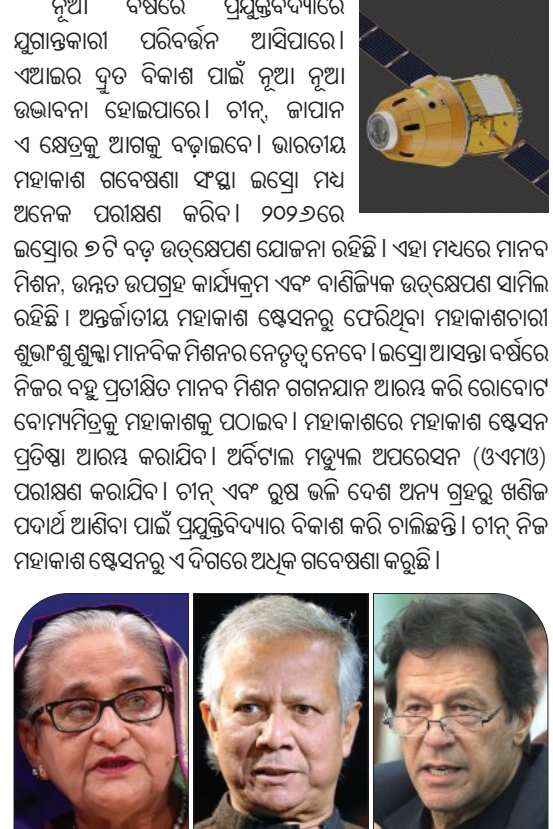 ନୂଆ ବର୍ଷରେ ପ୍ରଯୁକ୍ତିବିଦ୍ୟାରେ
ଯୁଗାନ୍ତକାରୀ ପରିବର୍ତ୍ତନ ଆସିପାରେ।
ଏଆଇର ଦ୍ରୁତ ବିକାଶ ପାଇଁ ନୂଆ ନୂଆ
ଉଦ୍ଭାବନା ହୋଇପାରେ। ଚୀନ୍, ଜାପାନ
ଏ କ୍ଷେତ୍ରକୁ ଆଗକୁ ବଢ଼ାଇବେ। ଭାରତୀୟ
ମହାକାଶ ଗବେଷଣା ସଂସ୍ଥା ଇସ୍ରୋ ମଧ୍ୟ
ଅନେକ ପରୀକ୍ଷଣ କରିବ। ୨୦୨୬ରେ
ଇସ୍ରୋର ୭ଟି ବଡ଼ ଉତ୍‌କ୍ଷେପଣ ଯୋଜନା ରହିଛି। ଏହା ମଧ୍ୟରେ ମାନବ
ମିଶନ, ଉନ୍ନତ ଉପଗ୍ରହ କାର୍ଯ୍ୟକ୍ରମ ଏବଂ ବାଣିଜ୍ୟିକ ଉତ୍‌କ୍ଷେପଣ ସାମିଲ
ରହିଛି। ଅନ୍ତର୍ଜାତୀୟ ମହାକାଶ ଷ୍ଟେସନରୁ ଫେରିଥିବା ମହାକାଶଚାରୀ
ଶୁଭାଂଶୁ ଶୁକ୍ଳା ମାନବିକ ମିଶନର ନେତୃତ୍ୱ ନେବେ। ଇସ୍ରୋ ଆସନ୍ତା ବର୍ଷରେ
ନିଜର ବହୁ ପ୍ରତୀକ୍ଷିତ ମାନବ ମିଶନ ଗଗନଯାନ ଆରମ୍ଭ କରି ରୋବୋଟ
ବୋମ୍ୟମିତ୍ରକୁ ମହାକାଶକୁ ପଠାଇବ। ମହାକାଶରେ ମହାକାଶ ଷ୍ଟେସନ
ପ୍ରତିଷ୍ଠା ଆରମ୍ଭ କରାଯିବ। ଅର୍ବିଟାଲ ମଡ୍ୟୁଲ ଅପରେସନ (ଓଏମଓ)
ପରୀକ୍ଷଣ କରାଯିବ। ଚୀନ୍ ଏବଂ ରୁଷ ଭଳି ଦେଶ ଅନ୍ୟ ଗ୍ରହରୁ ଖଣିଜ
ପଦାର୍ଥ ଆଣିବା ପାଇଁ ପ୍ରଯୁକ୍ତିବିଦ୍ୟାର ବିକାଶ କରି ଚାଲିଛନ୍ତି। ଚୀନ୍ ନିଜ
ମହାକାଶ ଷ୍ଟେସନରୁ ଏ ଦିଗରେ ଅଧିକ ଗବେଷଣା କରୁଛି।